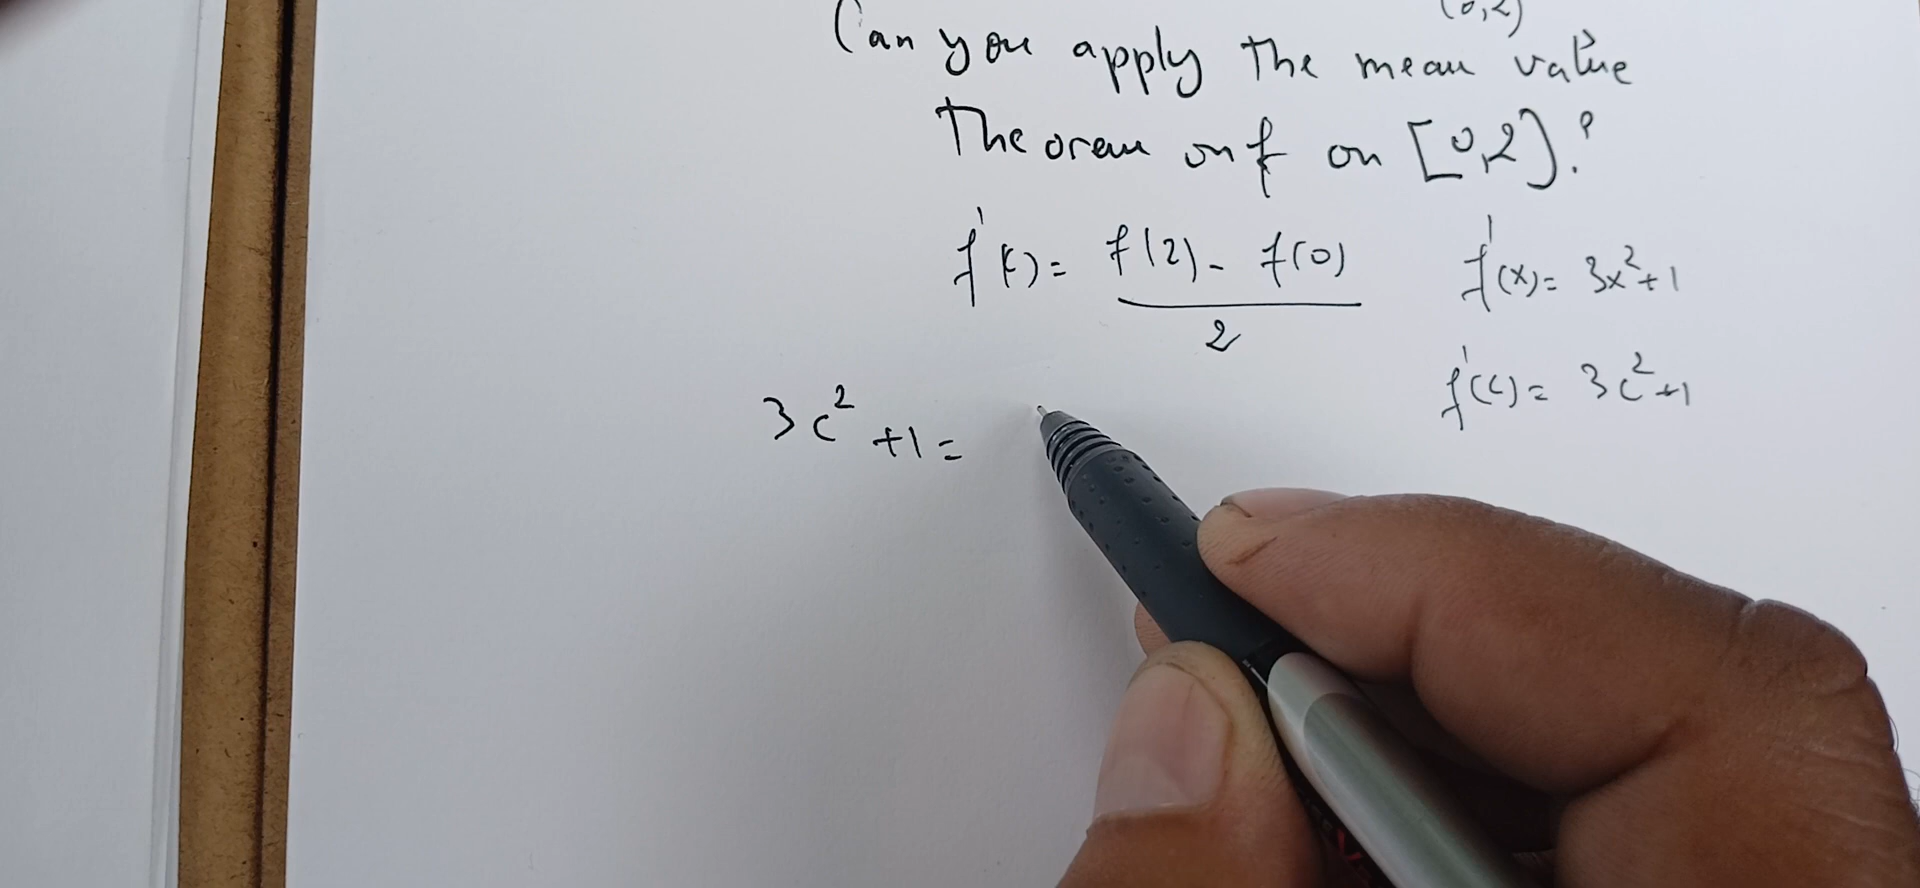 (0,2)
Can you apply the mean value
Theorem on f on [0,2]?
f'(c) = f(2) - f(0) / 2
f'(x) = 3x² + 1
f'(c) = 3c² + 1
3c² + 1 =